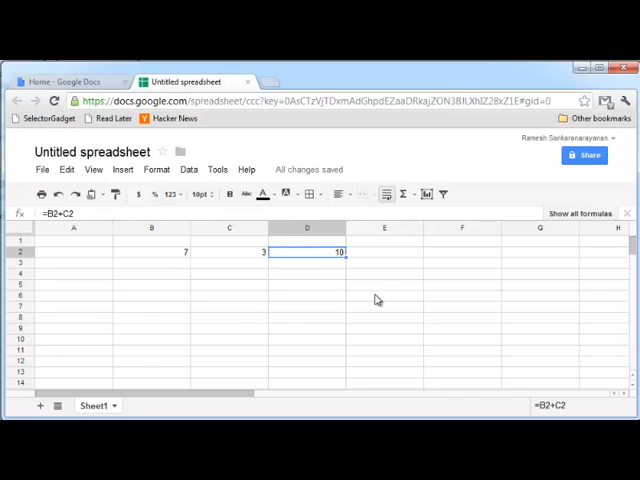 Home - Google Docs × Untitled spreadsheet ×
https://docs.google.com/spreadsheet/ccc?key=0AsCTzVjTDxmAdGhpdEZaaDRkajZON3BJLXhIZ28xZ1E#gid=0
SelectorGadget Read Later Hacker News Other bookmarks
Ramesh Sankaranarayanan
Untitled spreadsheet
Share
File Edit View Insert Format Data Tools Help All changes saved
$ % 123 10pt B Abc A Σ
fx =B2+C2 Show all formulas
A B C D E F G H
1
2 7 3 10
3
4
5
6
7
8
9
10
11
12
13
14
+ Sheet1 =B2+C2